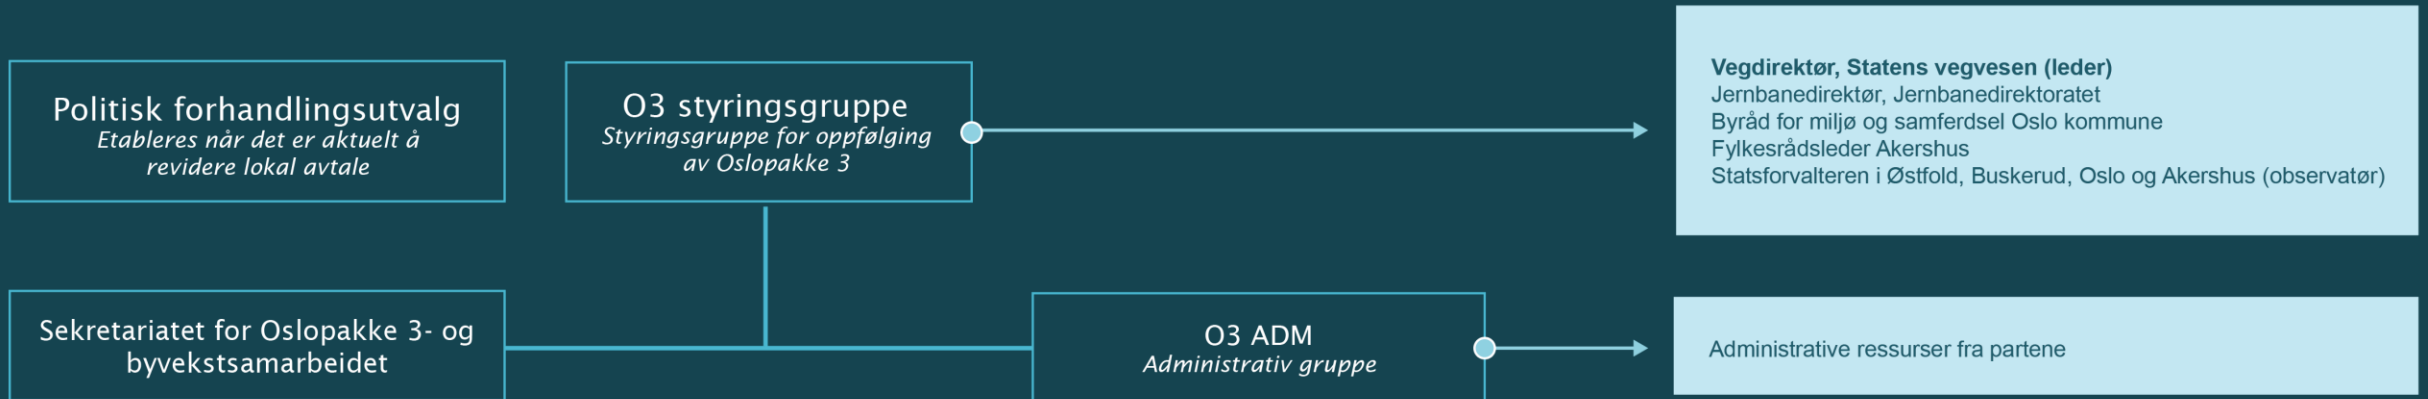 Politisk forhandlingsutvalg
Etableres når det er aktuelt å
revidere lokal avtale
O3 styringsgruppe
Styringsgruppe for oppfølging
av Oslopakke 3
Vegdirektør, Statens vegvesen (leder)
Jernbanedirektør, Jernbanedirektoratet
Byråd for miljø og samferdsel Oslo kommune
Fylkesrådsleder Akershus
Statsforvalteren i Østfold, Buskerud, Oslo og Akershus (observatør)
Sekretariatet for Oslopakke 3- og
byvekstsamarbeidet
O3 ADM
Administrativ gruppe
Administrative ressurser fra partene